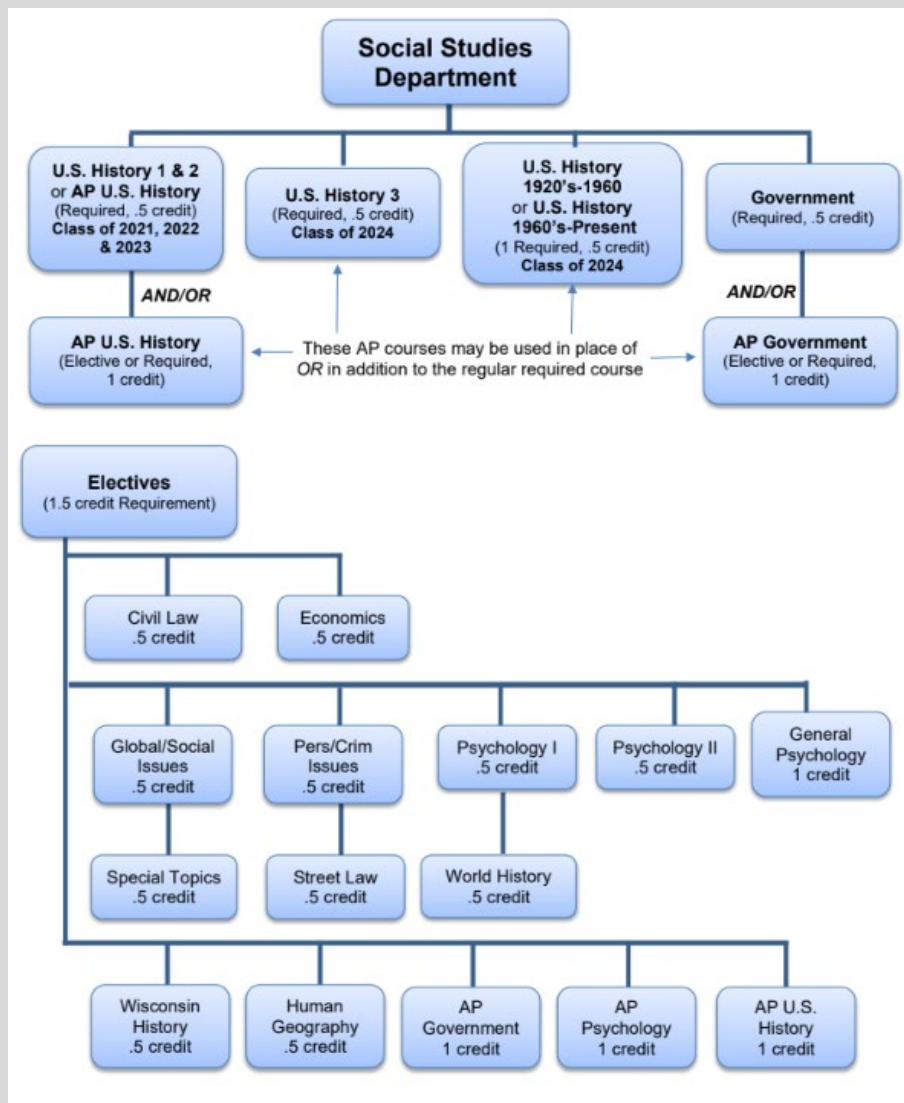 Social Studies
Department
U.S. History 1 & 2
or AP U.S. History
(Required, .5 credit)
Class of 2021, 2022
& 2023
U.S. History 3
(Required, .5 credit)
Class of 2024
U.S. History
1920's-1960
or U.S. History
1960's-Present
(1 Required, .5 credit)
Class of 2024
Government
(Required, .5 credit)
AND/OR
AND/OR
AP U.S. History
(Elective or Required,
1 credit)
These AP courses may be used in place of
OR in addition to the regular required course
AP Government
(Elective or Required,
1 credit)
Electives
(1.5 credit Requirement)
Civil Law
.5 credit
Economics
.5 credit
Global/Social
Issues
.5 credit
Pers/Crim
Issues
.5 credit
Psychology I
.5 credit
Psychology II
.5 credit
General
Psychology
1 credit
Special Topics
.5 credit
Street Law
.5 credit
World History
.5 credit
Wisconsin
History
.5 credit
Human
Geography
.5 credit
AP
Government
1 credit
AP
Psychology
1 credit
AP U.S.
History
1 credit